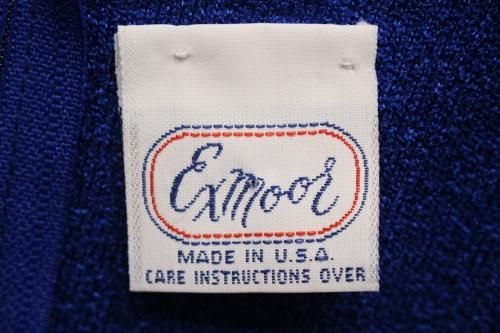 Exmoor
MADE IN U.S.A.
CARE INSTRUCTIONS OVER